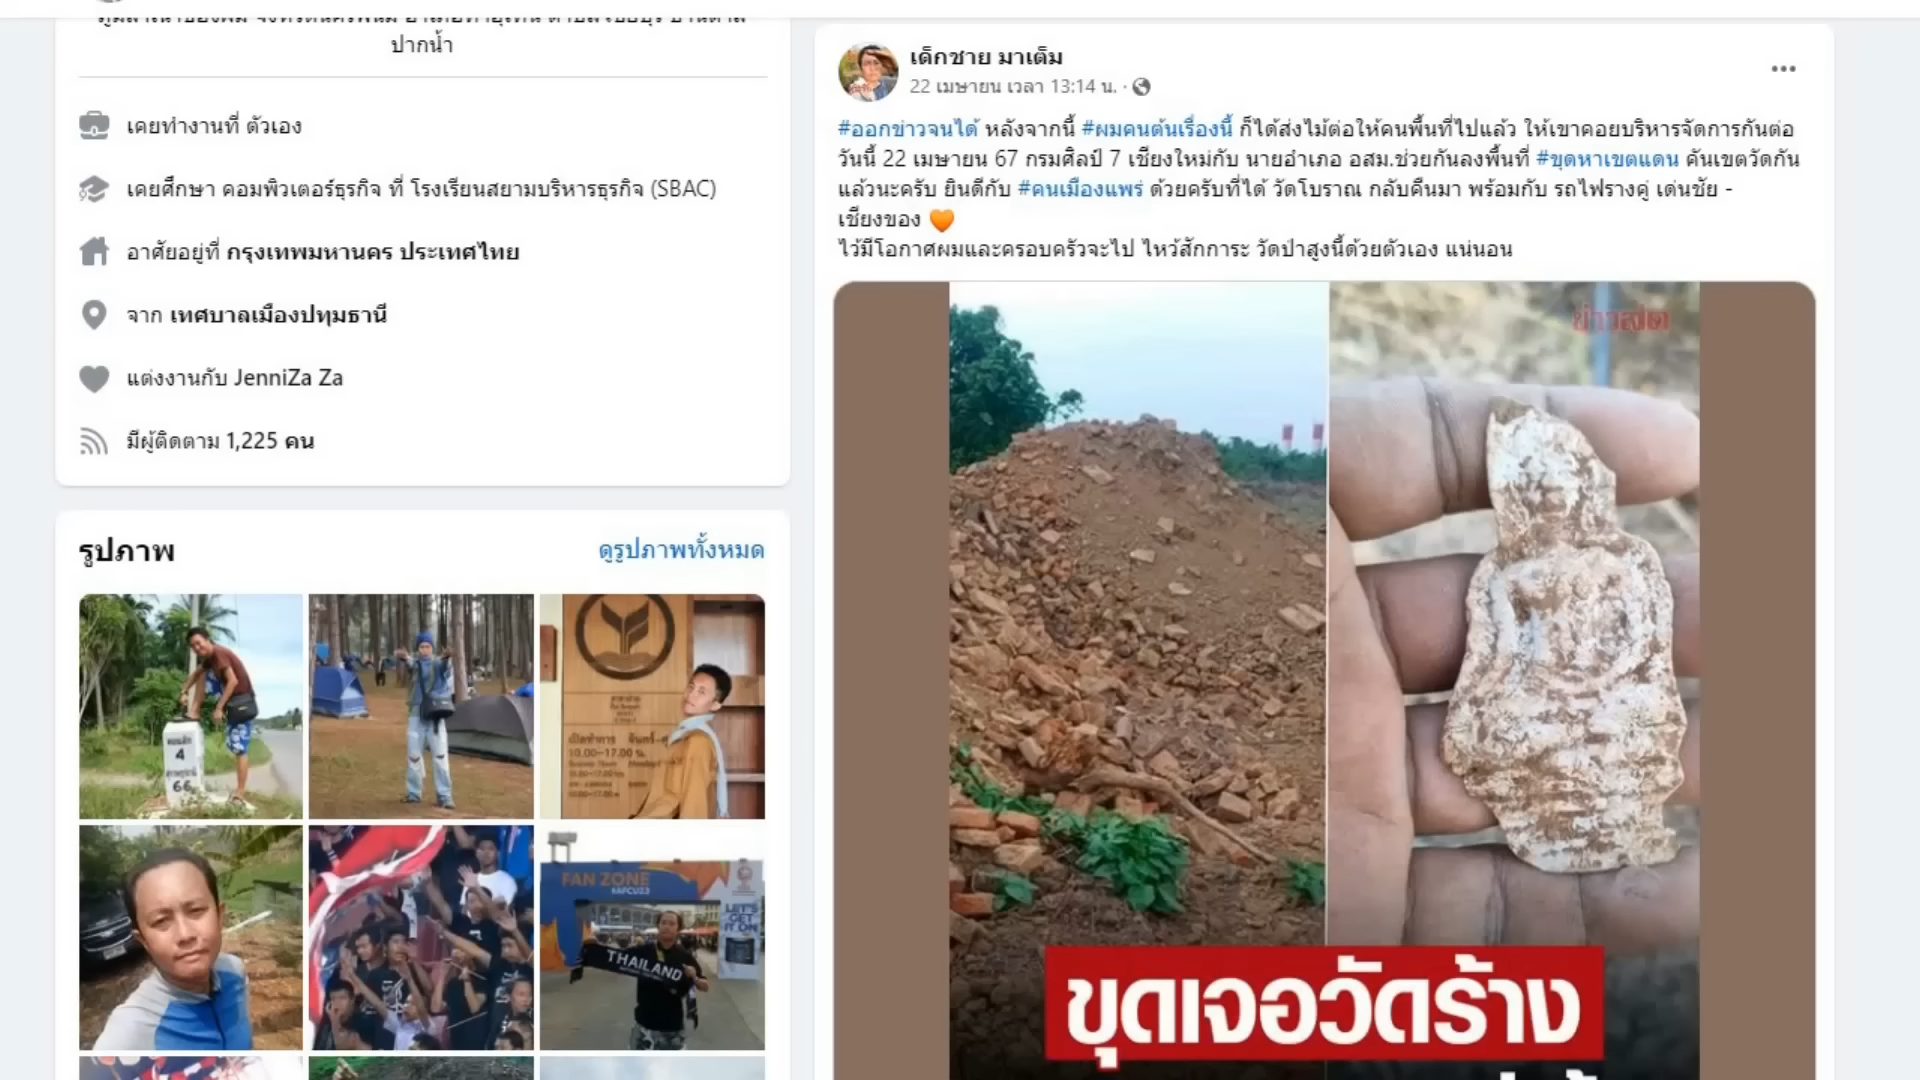 ปากน้ำ
เคยทำงานที่ ตัวเอง
เคยศึกษา คอมพิวเตอร์ธุรกิจ ที่ โรงเรียนสยามบริหารธุรกิจ (SBAC)
อาศัยอยู่ที่ กรุงเทพมหานคร ประเทศไทย
จาก เทศบาลเมืองปทุมธานี
แต่งงานกับ JenniZa Za
มีผู้ติดตาม 1,225 คน
รูปภาพ
ดูรูปภาพทั้งหมด
4
66
10.00-17.00 น.
FAN ZONE
#AFCU23
LET'S
GET
IT ON
THAILAND
เด็กชาย มาเต็ม
22 เมษายน เวลา 13:14 น. ·
#ออกข่าวจนได้ หลังจากนี้ #ผมคนต้นเรื่องนี้ ก็ได้ส่งไม้ต่อให้คนพื้นที่ไปแล้ว ให้เขาคอยบริหารจัดการกันต่อ
วันนี้ 22 เมษายน 67 กรมศิลป์ 7 เชียงใหม่กับ นายอำเภอ อสม.ช่วยกันลงพื้นที่ #ขุดหาเขตแดน คันเขตวัดกัน
แล้วนะครับ ยินดีกับ #คนเมืองแพร่ ด้วยครับที่ได้ วัดโบราณ กลับคืนมา พร้อมกับ รถไฟรางคู่ เด่นชัย -
เชียงของ 🧡
ไว้มีโอกาศผมและครอบครัวจะไป ไหว้สักการะ วัดป่าสูงนี้ด้วยตัวเอง แน่นอน
ข่าวสด
ขุดเจอวัดร้าง